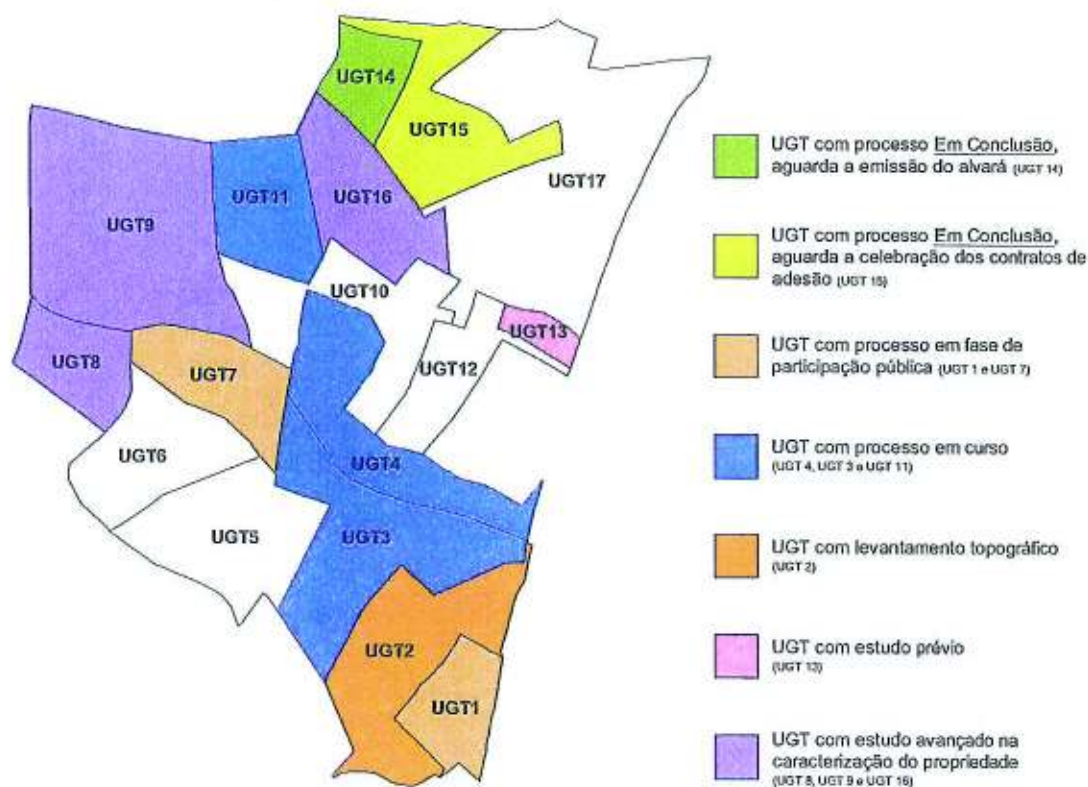 UGT14
UGT15
UGT17
UGT11
UGT16
UGT9
UGT10
UGT13
UGT8
UGT7
UGT12
UGT6
UGT4
UGT5
UGT3
UGT2
UGT1
UGT com processo Em Conclusão,
aguarda a emissão do alvará (UGT 14)
UGT com processo Em Conclusão,
aguarda a celebração dos contratos de
adesão (UGT 15)
UGT com processo em fase de
participação pública (UGT 1 e UGT 7)
UGT com processo em curso
(UGT 4, UGT 3 e UGT 11)
UGT com levantamento topográfico
(UGT 2)
UGT com estudo prévio
(UGT 13)
UGT com estudo avançado na
caracterização do propriedade
(UGT 8, UGT 9 e UGT 16)